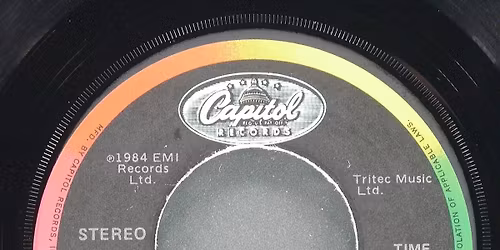 Capitol
RECORDS
℗1984 EMI
Records
Ltd.
Tritec Music
Ltd.
STEREO
TIME
MFD. BY CAPITOL RECORDS,
OLATION OF APPLICABLE LAWS.